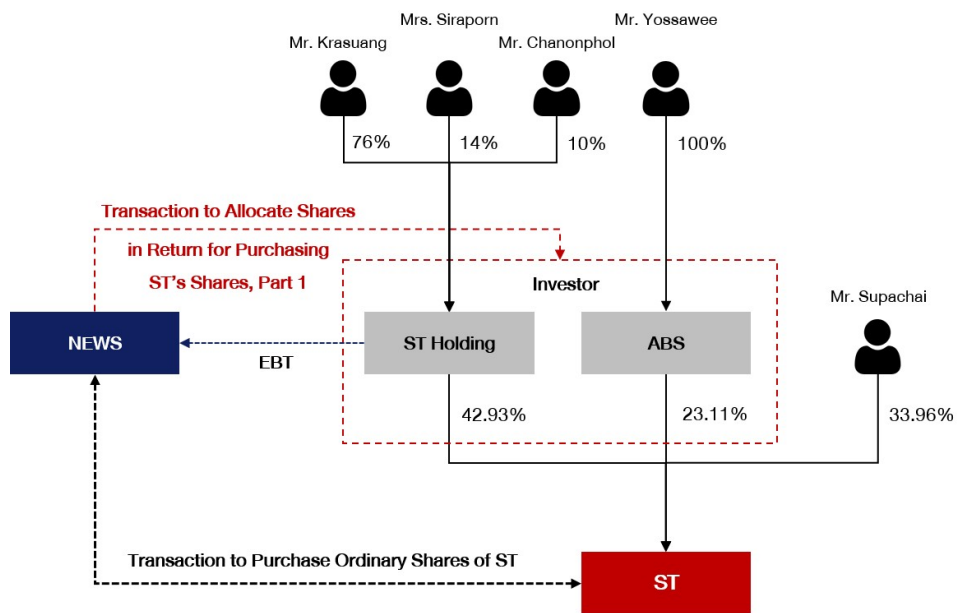 Mrs. Siraporn
Mr. Yossawee
Mr. Krasuang
Mr. Chanonphol
76%
14%
10%
100%
Transaction to Allocate Shares
in Return for Purchasing
ST's Shares, Part 1
Investor
Mr. Supachai
NEWS
EBT
ST Holding
ABS
42.93%
23.11%
33.96%
Transaction to Purchase Ordinary Shares of ST
ST